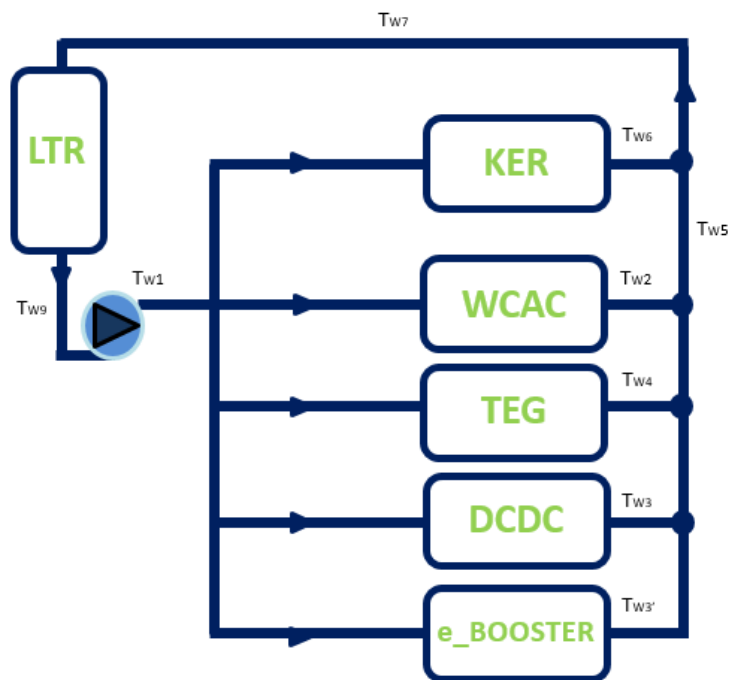 TW7
LTR
TW6
KER
TW5
TW1
TW2
WCAC
TW9
TW4
TEG
TW3
DCDC
TW3'
e_BOOSTER